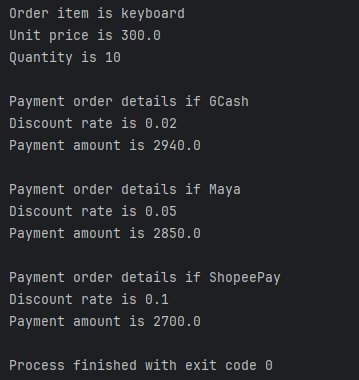 Order item is keyboard
Unit price is 300.0
Quantity is 10

Payment order details if GCash
Discount rate is 0.02
Payment amount is 2940.0

Payment order details if Maya
Discount rate is 0.05
Payment amount is 2850.0

Payment order details if ShopeePay
Discount rate is 0.1
Payment amount is 2700.0

Process finished with exit code 0